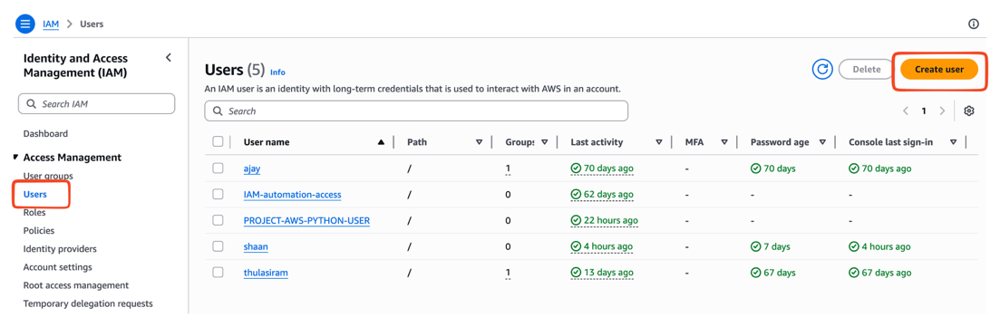 IAM > Users
Identity and Access Management (IAM)
Search IAM
Dashboard
Access Management
User groups
Users
Roles
Policies
Identity providers
Account settings
Root access management
Temporary delegation requests
Users (5) Info
Delete
Create user
An IAM user is an identity with long-term credentials that is used to interact with AWS in an account.
Search
1
User name Path Groups Last activity MFA Password age Console last sign-in
ajay / 1 70 days ago - 70 days 70 days ago
IAM-automation-access / 0 62 days ago - - -
PROJECT-AWS-PYTHON-USER / 0 22 hours ago - - -
shaan / 0 4 hours ago - 7 days 4 hours ago
thulasiram / 1 13 days ago - 67 days 67 days ago